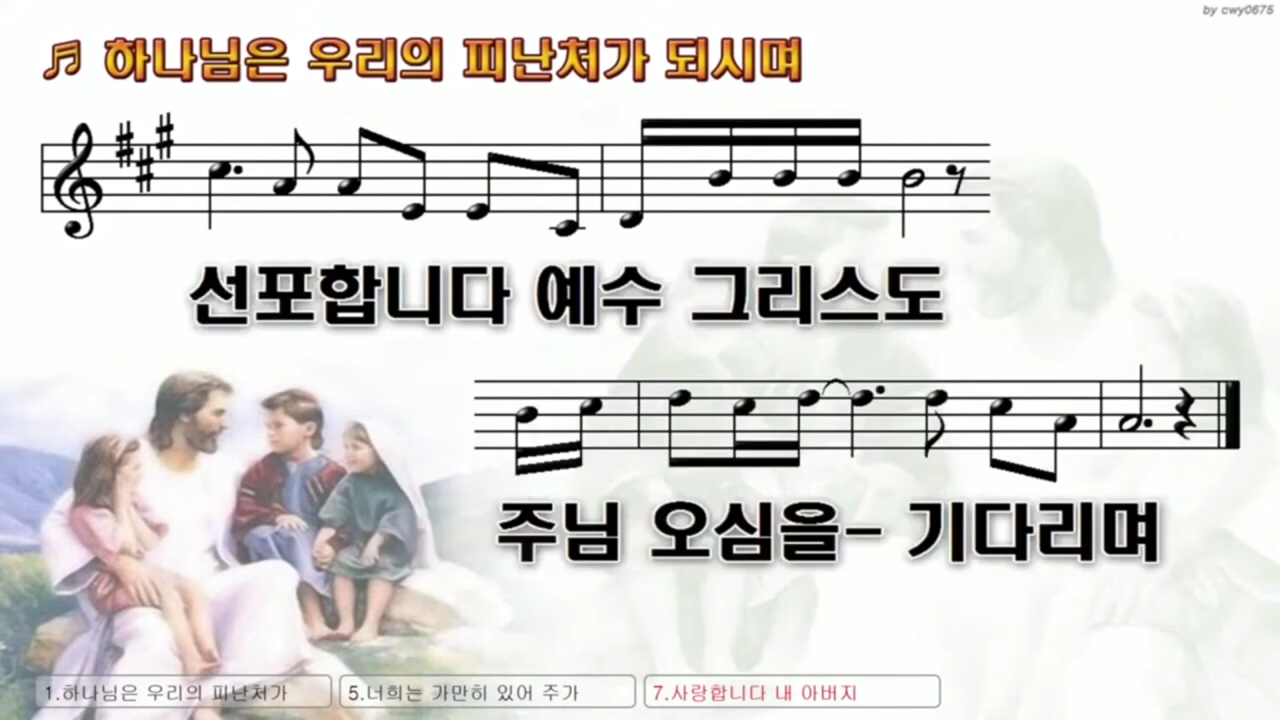 by cwy0675
♬ 하나님은 우리의 피난처가 되시며
선포합니다 예수 그리스도
주님 오심을- 기다리며
1.하나님은 우리의 피난처가 5.너희는 가만히 있어 주가 7.사랑합니다 내 아버지